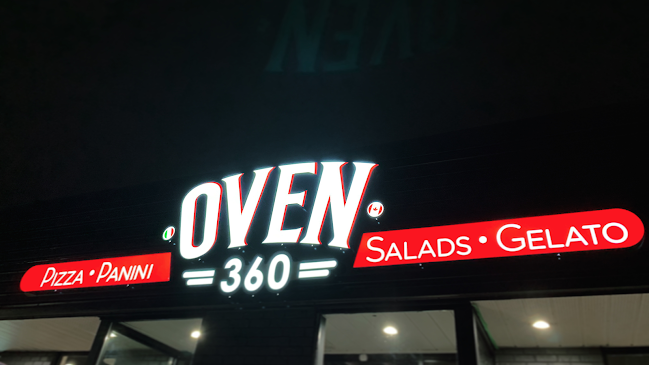 OVEN
360
PIZZA • PANINI
SALADS • GELATO